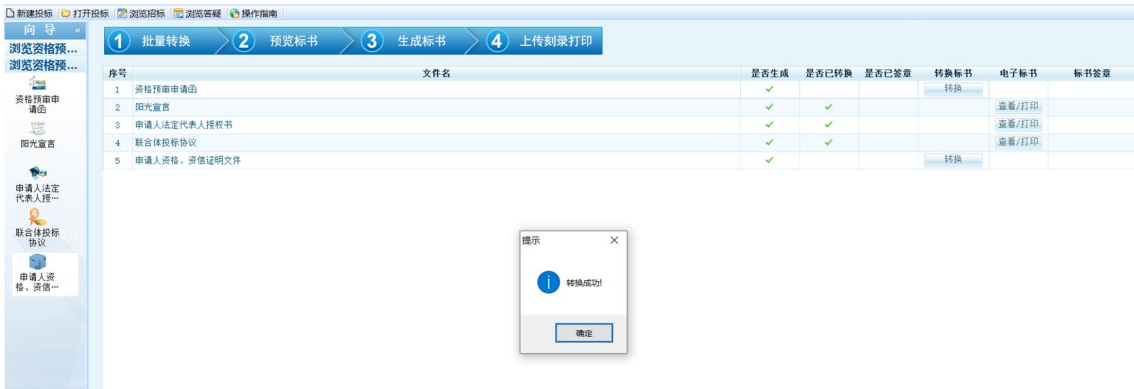 新建投标 打开投标 浏览招标 浏览答疑 操作指南
向 导 «
浏览资格预...
浏览资格预...
资格预审申
请函
阳光宣言
申请人法定
代表人授...
联合体投标
协议
申请人资
格、资信...
1 批量转换 2 预览标书 3 生成标书 4 上传刻录打印
序号 文件名 是否生成 是否已转换 是否已签章 转换标书 电子标书 标书签章
1 资格预审申请函 ✓ 转换
2 阳光宣言 ✓ ✓ 查看/打印
3 申请人法定代表人授权书 ✓ ✓ 查看/打印
4 联合体投标协议 ✓ ✓ 查看/打印
5 申请人资格、资信证明文件 ✓ 转换
提示
转换成功!
确定